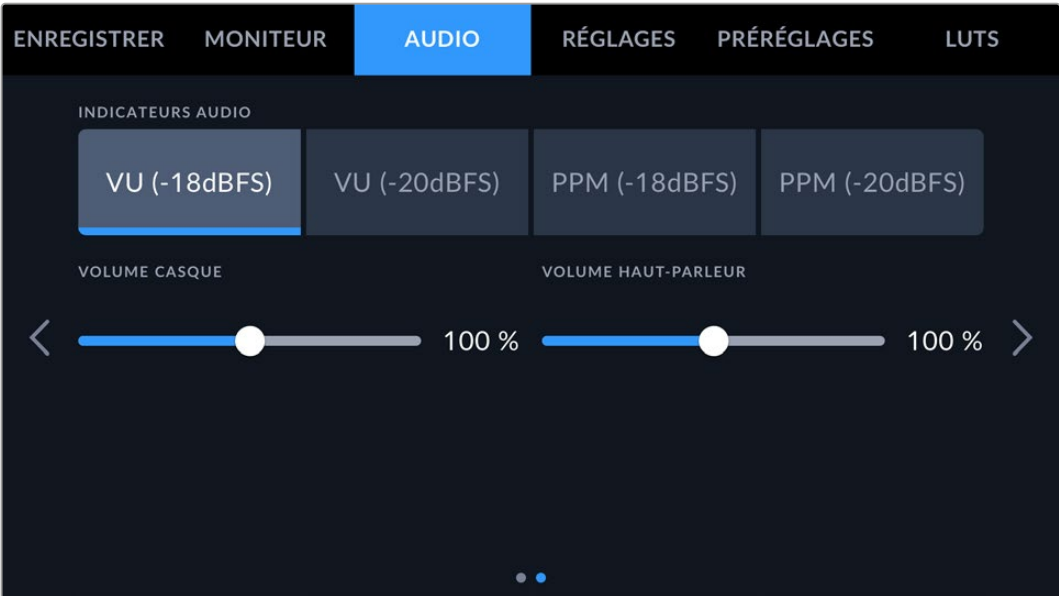 ENREGISTRER MONITEUR AUDIO RÉGLAGES PRÉRÉGLAGES LUTS
INDICATEURS AUDIO
VU (-18dBFS) VU (-20dBFS) PPM (-18dBFS) PPM (-20dBFS)
VOLUME CASQUE VOLUME HAUT-PARLEUR
100 % 100 %